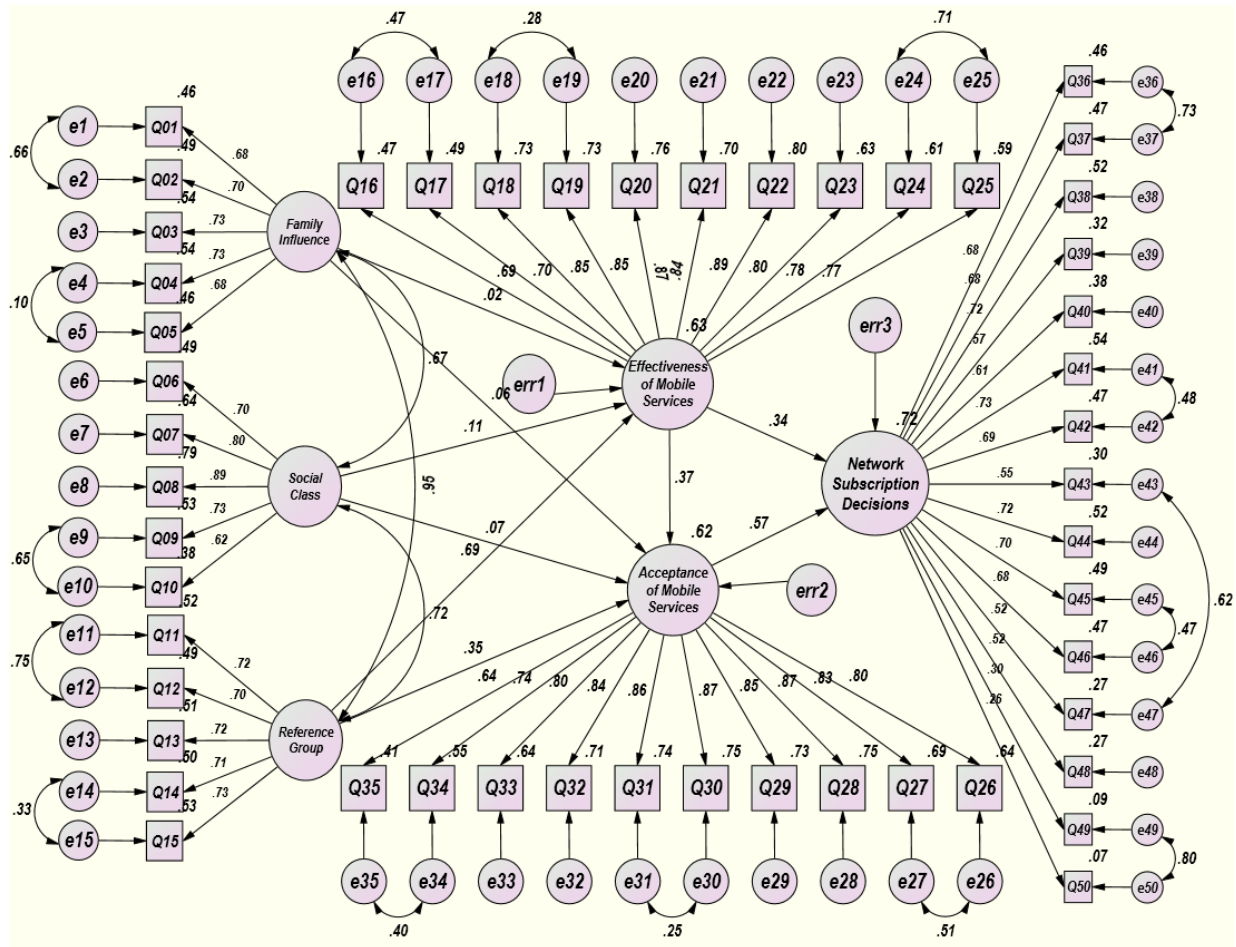 .47
.28
.71
e16
e17
e18
e19
e20
e21
e22
e23
e24
e25
.47
.49
.73
.73
.76
.70
.80
.63
.61
.59
Q16
Q17
Q18
Q19
Q20
Q21
Q22
Q23
Q24
Q25
.69
.70
.85
.85
.87
.84
.89
.80
.78
.77
.66
e1
.46
Q01
.68
e2
.49
Q02
.70
e3
.54
Q03
.73
.10
e4
.54
Q04
.73
e5
.46
Q05
.68
Family
Influence
e6
.49
Q06
.70
e7
.64
Q07
.80
e8
.79
Q08
.89
.65
e9
.53
Q09
.73
e10
.38
Q10
.62
Social
Class
.75
e11
.52
Q11
.72
e12
.49
Q12
.70
e13
.51
Q13
.72
.33
e14
.50
Q14
.71
e15
.53
Q15
.73
Reference
Group
.02
.67
.06
.11
.95
.07
.69
.72
.35
err1
.63
Effectiveness
of Mobile
Services
.34
.37
err3
.72
Network
Subscription
Decisions
.57
.62
Acceptance
of Mobile
Services
err2
.64
.74
.80
.84
.86
.87
.85
.87
.83
.80
.41
.55
.64
.71
.74
.75
.73
.75
.69
.64
Q35
Q34
Q33
Q32
Q31
Q30
Q29
Q28
Q27
Q26
e35
e34
e33
e32
e31
e30
e29
e28
e27
e26
.40
.25
.51
.68
.68
.72
.57
.61
.73
.69
.55
.72
.70
.68
.52
.52
.30
.26
.46
Q36
e36
.73
.47
Q37
e37
.52
Q38
e38
.32
Q39
e39
.38
Q40
e40
.54
Q41
e41
.48
.47
Q42
e42
.30
Q43
e43
.52
Q44
e44
.62
.49
Q45
e45
.47
.47
Q46
e46
.27
Q47
e47
.27
Q48
e48
.09
Q49
e49
.80
.07
Q50
e50